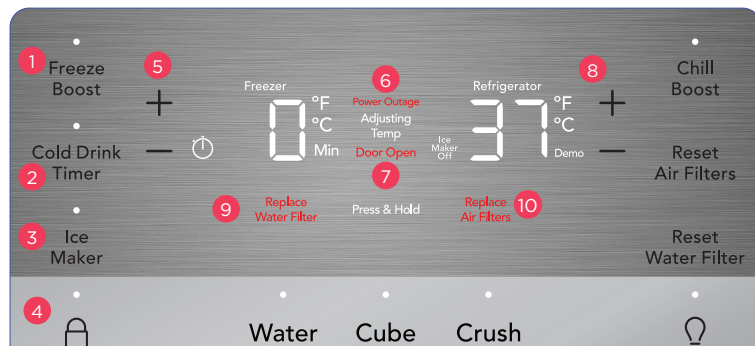 1
Freeze
Boost
5
+
−
Freezer
0
°F
°C
Min
6
Power Outage
Adjusting
Temp
Door Open
7
Refrigerator
Ice
Maker
Off
37
°F
°C
Demo
8
+
−
Chill
Boost
2
Cold Drink
Timer
Reset
Air Filters
9
Replace
Water Filter
Press & Hold
Replace
Air Filters
10
3
Ice
Maker
Reset
Water Filter
4
Water
Cube
Crush